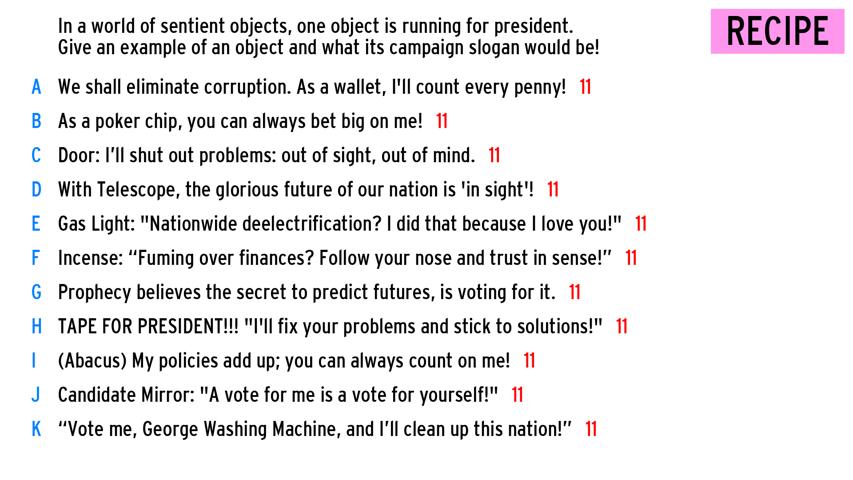 In a world of sentient objects, one object is running for president.
Give an example of an object and what its campaign slogan would be!
RECIPE
A We shall eliminate corruption. As a wallet, I'll count every penny! 11
B As a poker chip, you can always bet big on me! 11
C Door: I’ll shut out problems: out of sight, out of mind. 11
D With Telescope, the glorious future of our nation is 'in sight'! 11
E Gas Light: "Nationwide deelectrification? I did that because I love you!" 11
F Incense: “Fuming over finances? Follow your nose and trust in sense!” 11
G Prophecy believes the secret to predict futures, is voting for it. 11
H TAPE FOR PRESIDENT!!! "I'll fix your problems and stick to solutions!" 11
I (Abacus) My policies add up; you can always count on me! 11
J Candidate Mirror: "A vote for me is a vote for yourself!" 11
K “Vote me, George Washing Machine, and I’ll clean up this nation!” 11